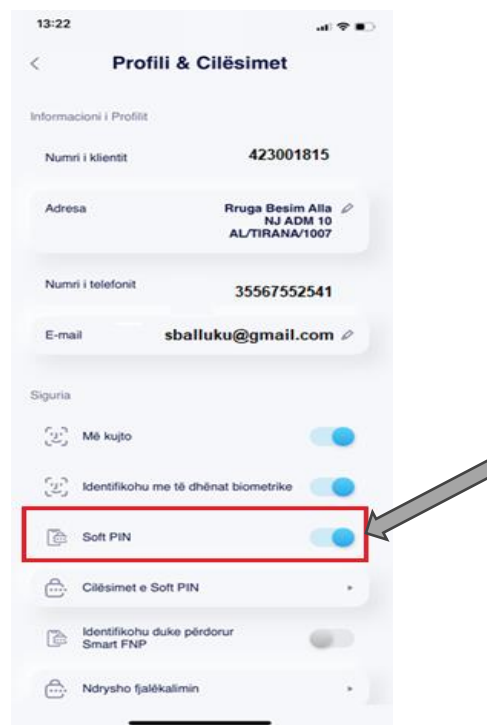 13:22
Profili & Cilësimet
Informacioni i Profilit
Numri i klientit
423001815
Adresa
Rruga Besim Alla
NJ ADM 10
AL/TIRANA/1007
Numri i telefonit
35567552541
E-mail
sballuku@gmail.com
Siguria
Më kujto
Identifikohu me të dhënat biometrike
Soft PIN
Cilësimet e Soft PIN
Identifikohu duke përdorur
Smart FNP
Ndrysho fjalëkalimin